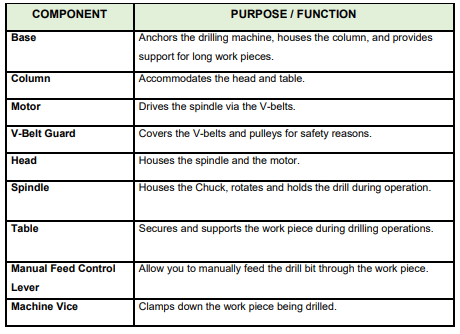 COMPONENT PURPOSE / FUNCTION
Base Anchors the drilling machine, houses the column, and provides
support for long work pieces.
Column Accommodates the head and table.
Motor Drives the spindle via the V-belts.
V-Belt Guard Covers the V-belts and pulleys for safety reasons.
Head Houses the spindle and the motor.
Spindle Houses the Chuck, rotates and holds the drill during operation.
Table Secures and supports the work piece during drilling operations.
Manual Feed Control Allow you to manually feed the drill bit through the work piece.
Lever
Machine Vice Clamps down the work piece being drilled.